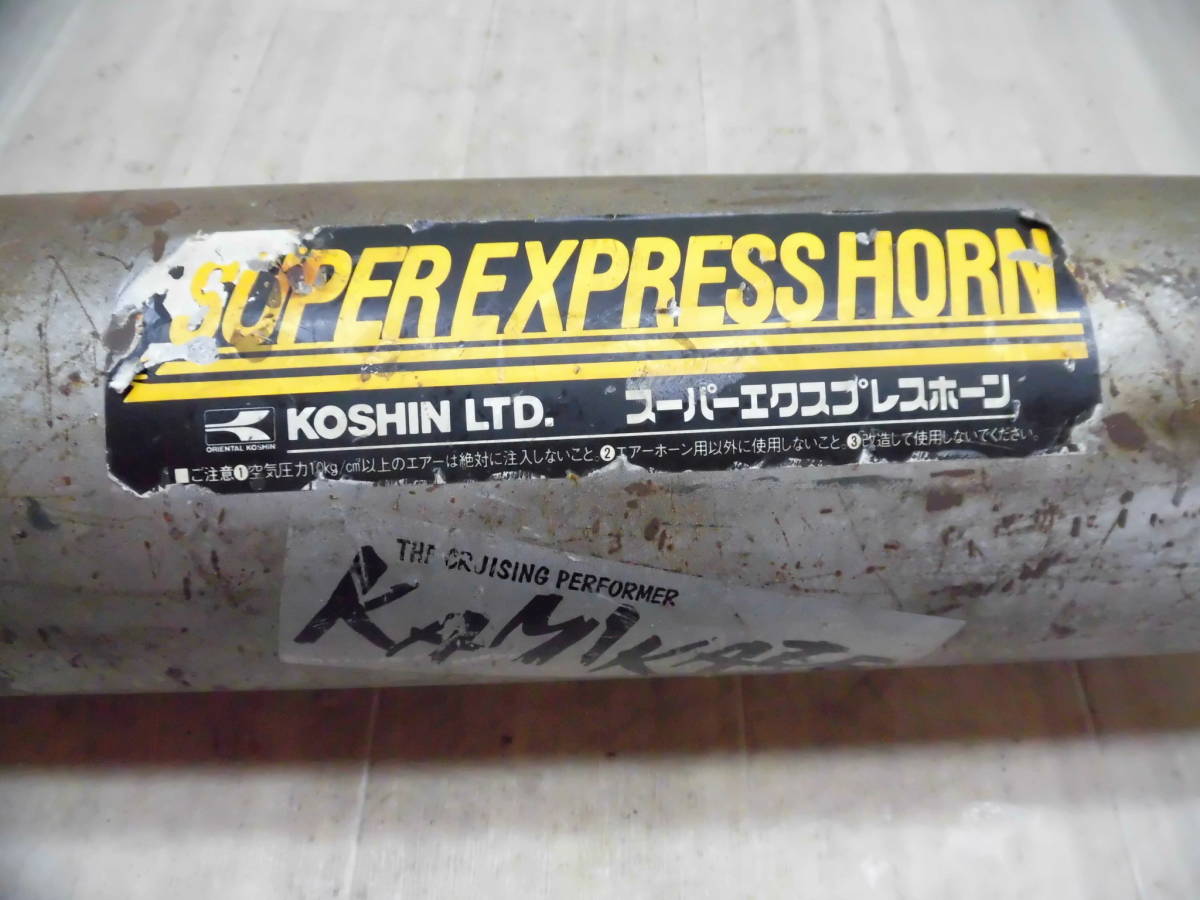 SUPER EXPRESS HORN
KOSHIN LTD. スーパーエクスプレスホーン
ORIENTAL KOSHIN
■ご注意❶空気圧力10kg/cm²以上のエアーは絶対に注入しないこと。❷エアーホーン用以外に使用しないこと。❸改造して使用しないでください。
THE CRUISING PERFORMER
KAMIKAZE